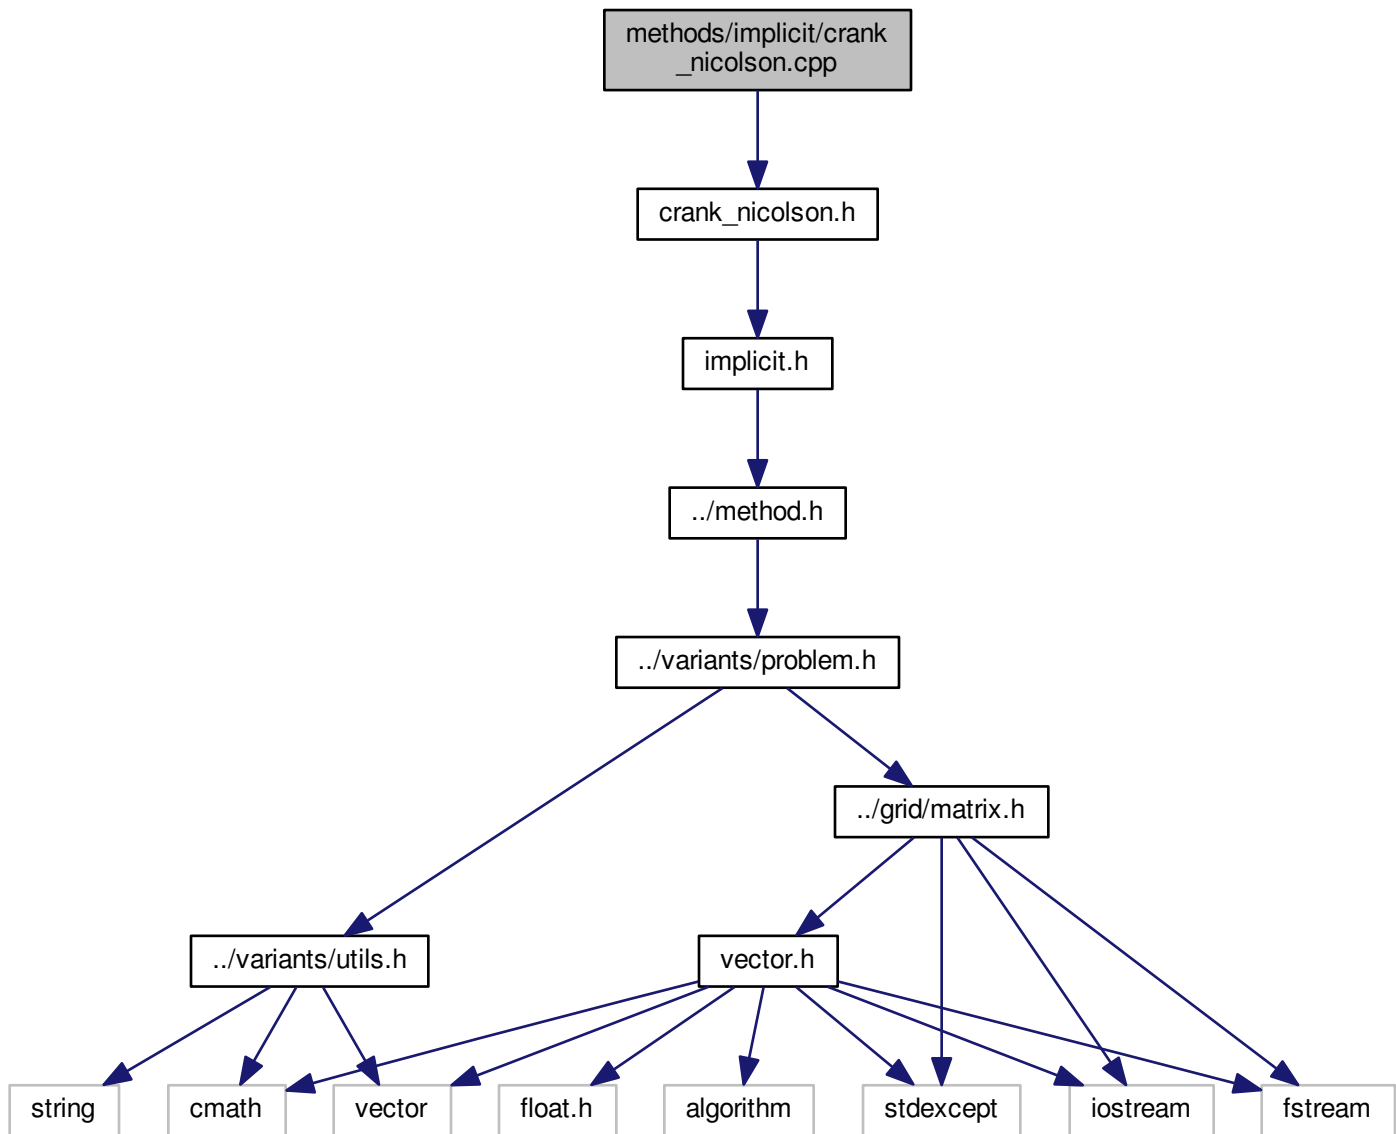 methods/implicit/crank
_nicolson.cpp
crank_nicolson.h
implicit.h
../method.h
../variants/problem.h
../grid/matrix.h
../variants/utils.h
vector.h
string
cmath
vector
float.h
algorithm
stdexcept
iostream
fstream